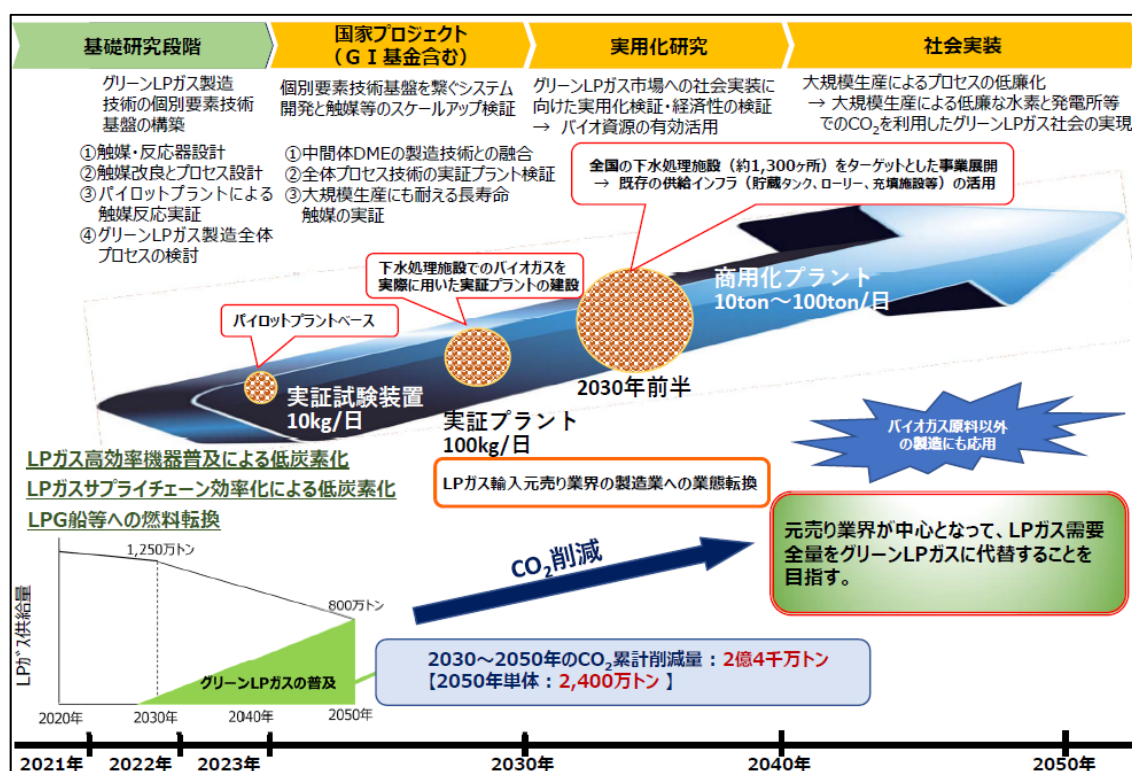 基礎研究段階
国家プロジェクト
(GI基金含む)
実用化研究
社会実装
グリーンLPガス製造
技術の個別要素技術
基盤の構築
①触媒・反応器設計
②触媒改良とプロセス設計
③パイロットプラントによる
触媒反応実証
④グリーンLPガス製造全体
プロセスの検討
個別要素技術基盤を繋ぐシステム
開発と触媒等のスケールアップ検証
①中間体DMEの製造技術との融合
②全体プロセス技術の実証プラント検証
③大規模生産にも耐える長寿命
触媒の実証
グリーンLPガス市場への社会実装に
向けた実用化検証・経済性の検証
→ バイオ資源の有効活用
大規模生産によるプロセスの低廉化
→ 大規模生産による低廉な水素と発電所等
でのCO₂を利用したグリーンLPガス社会の実現
全国の下水処理施設（約1,300ヶ所）をターゲットとした事業展開
→ 既存の供給インフラ（貯蔵タンク、ローリー、充填施設等）の活用
下水処理施設でのバイオガスを
実際に用いた実証プラントの建設
パイロットプラントベース
商用化プラント
10ton～100ton/日
2030年前半
実証試験装置
10kg/日
実証プラント
100kg/日
バイオガス原料以外
の製造にも応用
LPガス高効率機器普及による低炭素化
LPガスサプライチェーン効率化による低炭素化
LPG船等への燃料転換
LPガス輸入元売り業界の製造業への業態転換
元売り業界が中心となって、LPガス需要
全量をグリーンLPガスに代替することを
目指す。
CO₂削減
LPガス供給量
1,250万トン
800万トン
グリーンLPガスの普及
2020年 2030年 2040年 2050年
2030～2050年のCO₂累計削減量：2億4千万トン
【2050年単体：2,400万トン 】
2021年 2022年 2023年 2030年 2040年 2050年